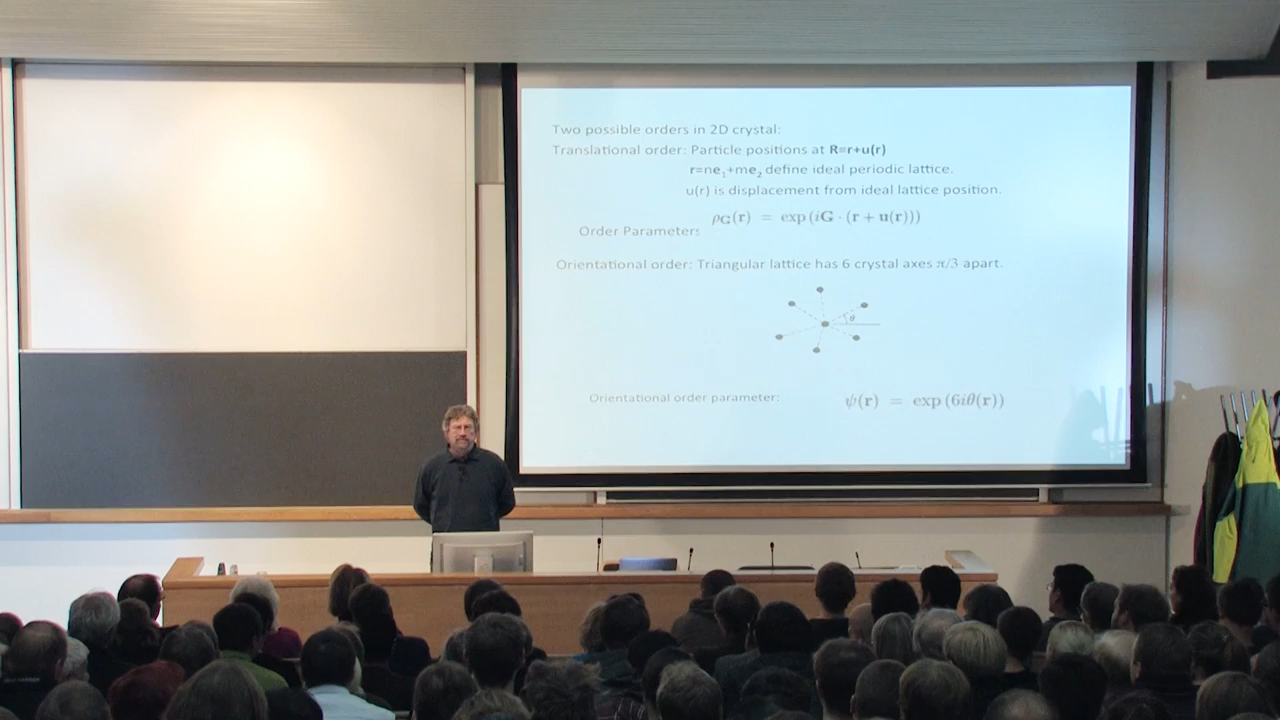 Two possible orders in 2D crystal:
Translational order: Particle positions at R=r+u(r)
r=ne₁+me₂ define ideal periodic lattice.
u(r) is displacement from ideal lattice position.
ρG(r) = exp (iG · (r + u(r)))
Order Parameters
Orientational order: Triangular lattice has 6 crystal axes π/3 apart.
θ
Orientational order parameter: ψ(r) = exp (6iθ(r))